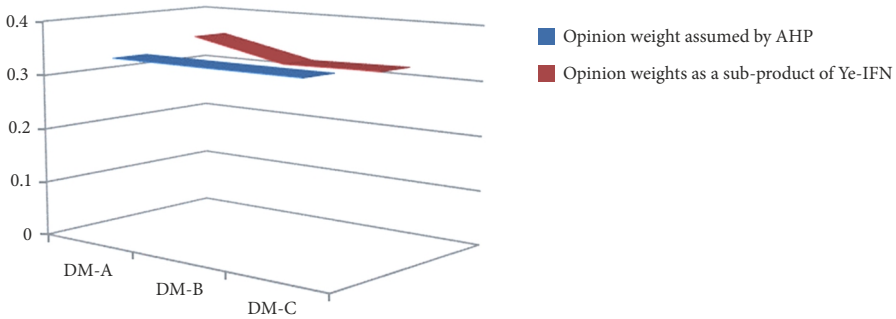 0.4
0.3
0.2
0.1
0
DM-A
DM-B
DM-C
Opinion weight assumed by AHP
Opinion weights as a sub-product of Ye-IFN